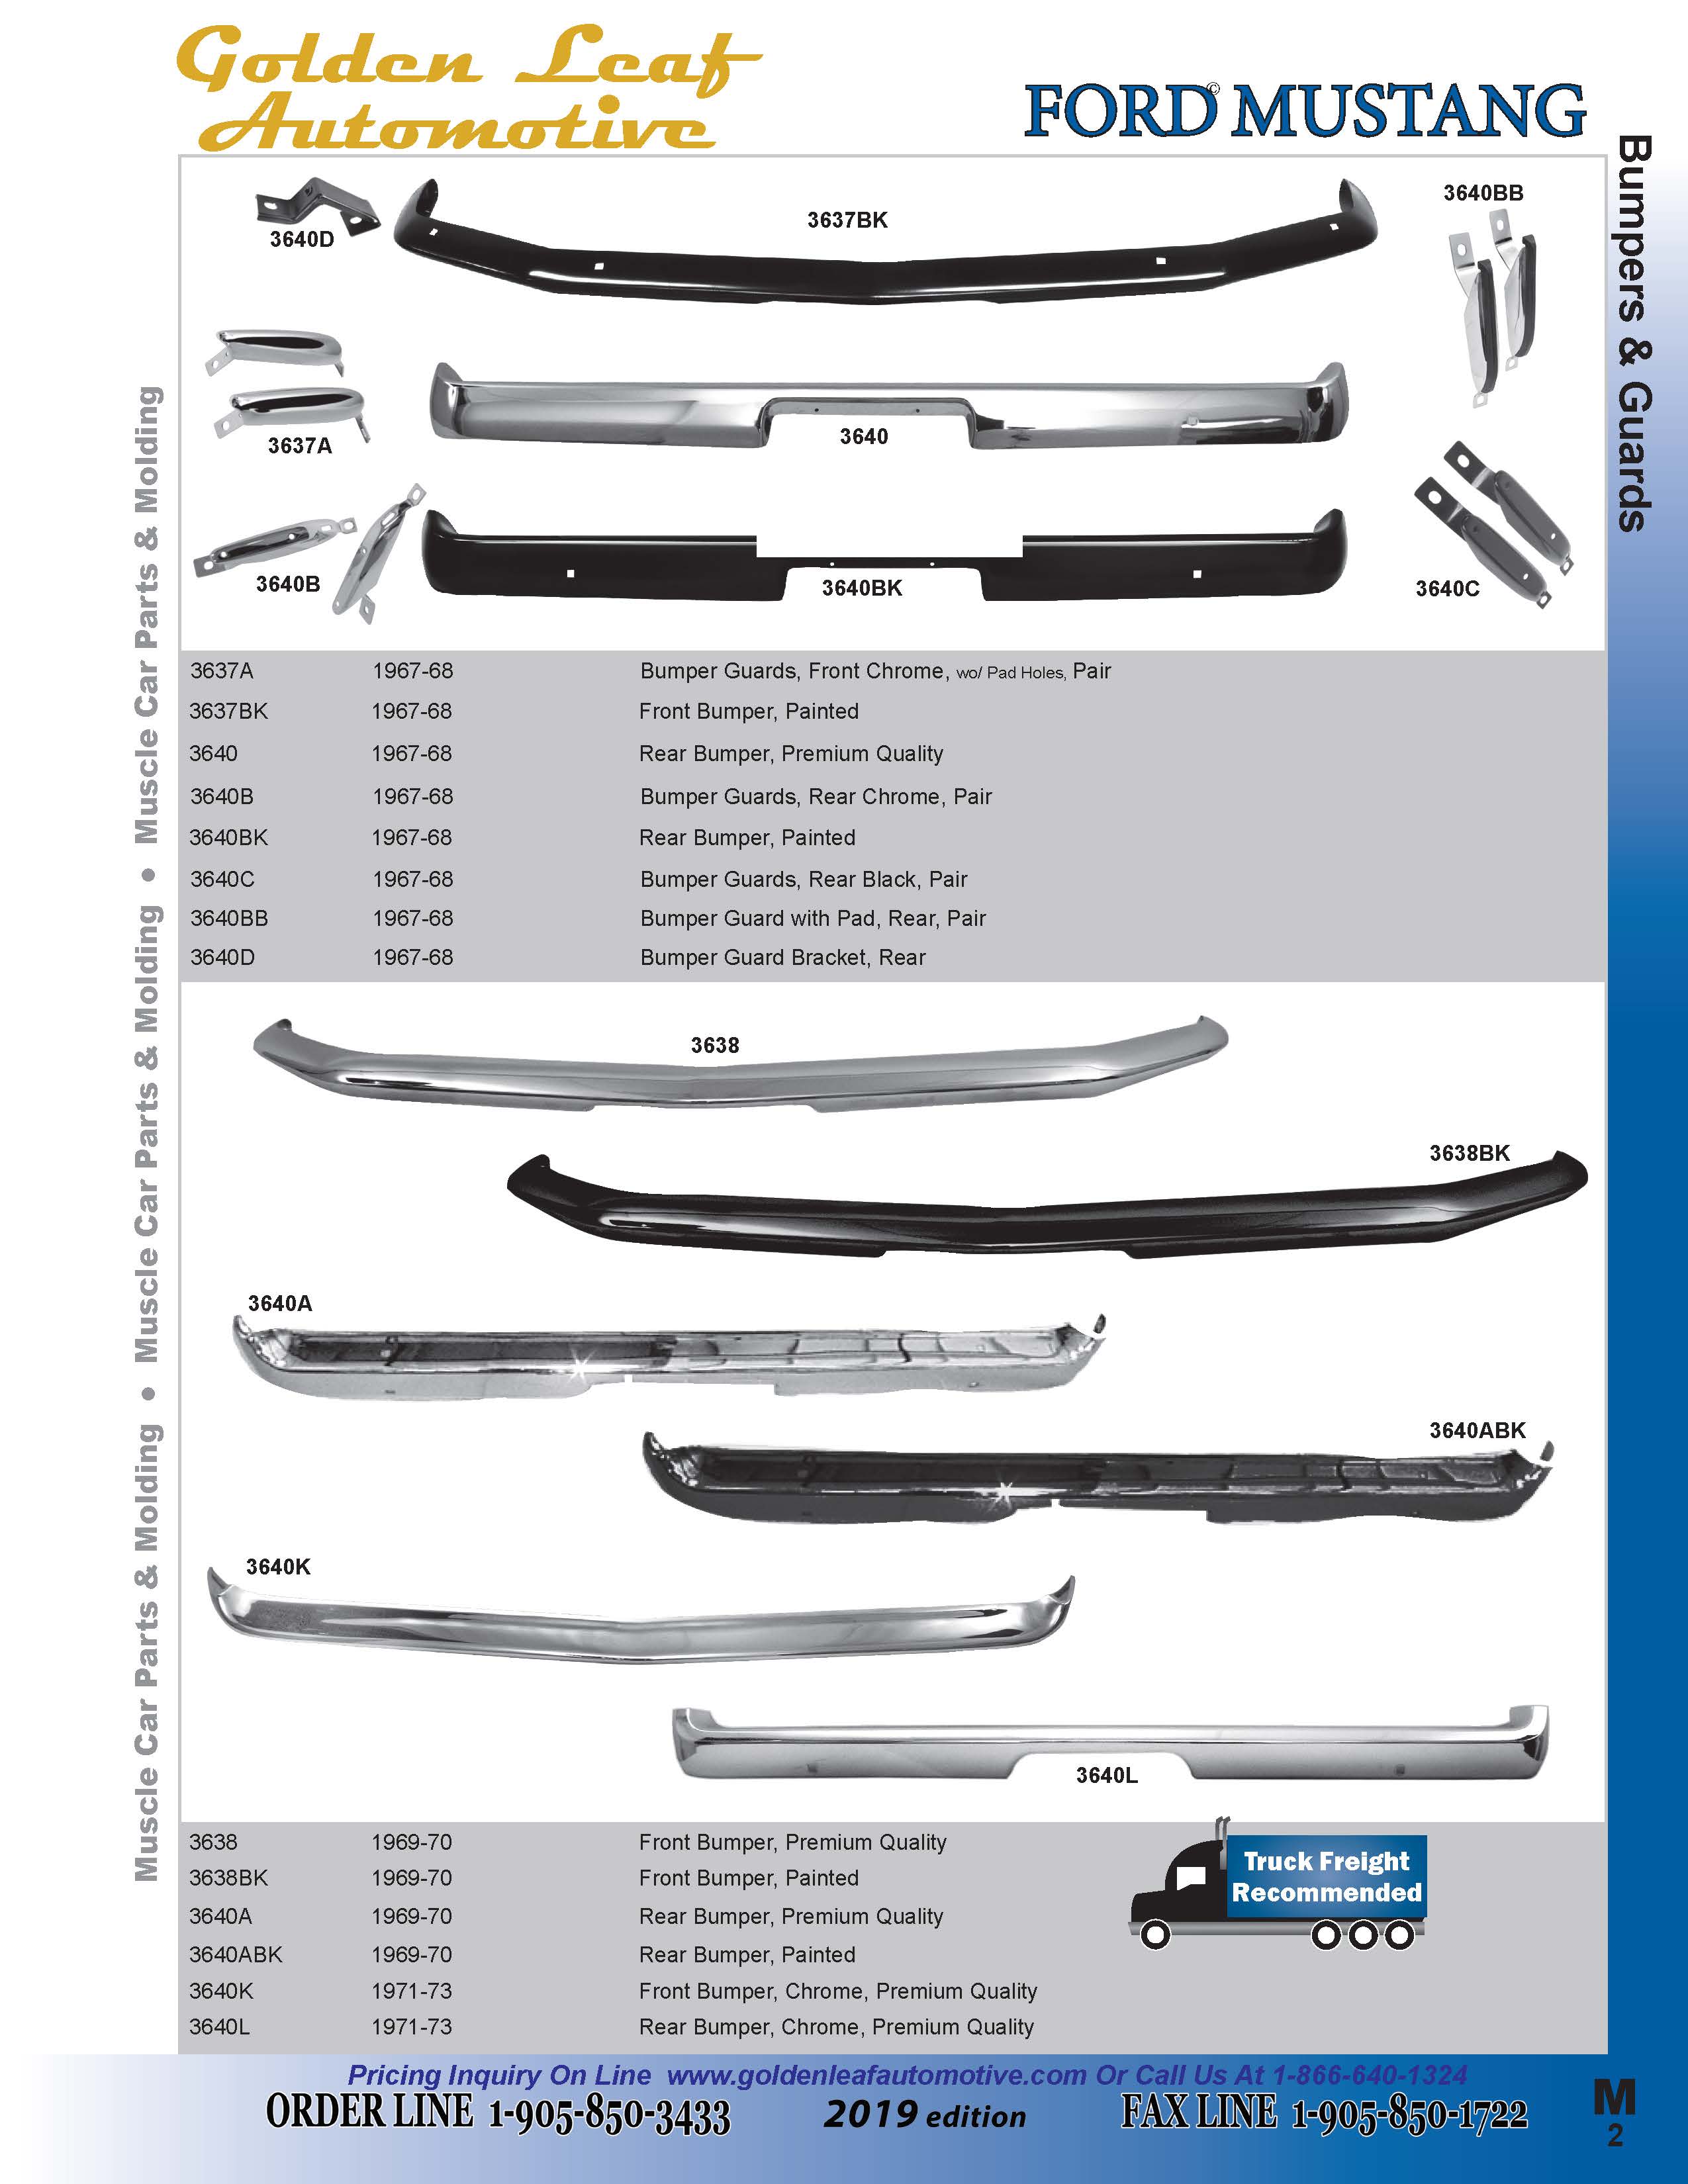 Golden Leaf
Automotive
FORD© MUSTANG
Bumpers & Guards
Muscle Car Parts & Molding • Muscle Car Parts & Molding • Muscle Car Parts & Molding
3640D
3637BK
3640BB
3637A
3640
3640B
3640BK
3640C
3637A 1967-68 Bumper Guards, Front Chrome, wo/ Pad Holes, Pair
3637BK 1967-68 Front Bumper, Painted
3640 1967-68 Rear Bumper, Premium Quality
3640B 1967-68 Bumper Guards, Rear Chrome, Pair
3640BK 1967-68 Rear Bumper, Painted
3640C 1967-68 Bumper Guards, Rear Black, Pair
3640BB 1967-68 Bumper Guard with Pad, Rear, Pair
3640D 1967-68 Bumper Guard Bracket, Rear
3638
3638BK
3640A
3640ABK
3640K
3640L
3638 1969-70 Front Bumper, Premium Quality
3638BK 1969-70 Front Bumper, Painted
3640A 1969-70 Rear Bumper, Premium Quality
3640ABK 1969-70 Rear Bumper, Painted
3640K 1971-73 Front Bumper, Chrome, Premium Quality
3640L 1971-73 Rear Bumper, Chrome, Premium Quality
Truck Freight
Recommended
Pricing Inquiry On Line www.goldenleafautomotive.com Or Call Us At 1-866-640-1324
ORDER LINE 1-905-850-3433 2019 edition FAX LINE 1-905-850-1722
M
2